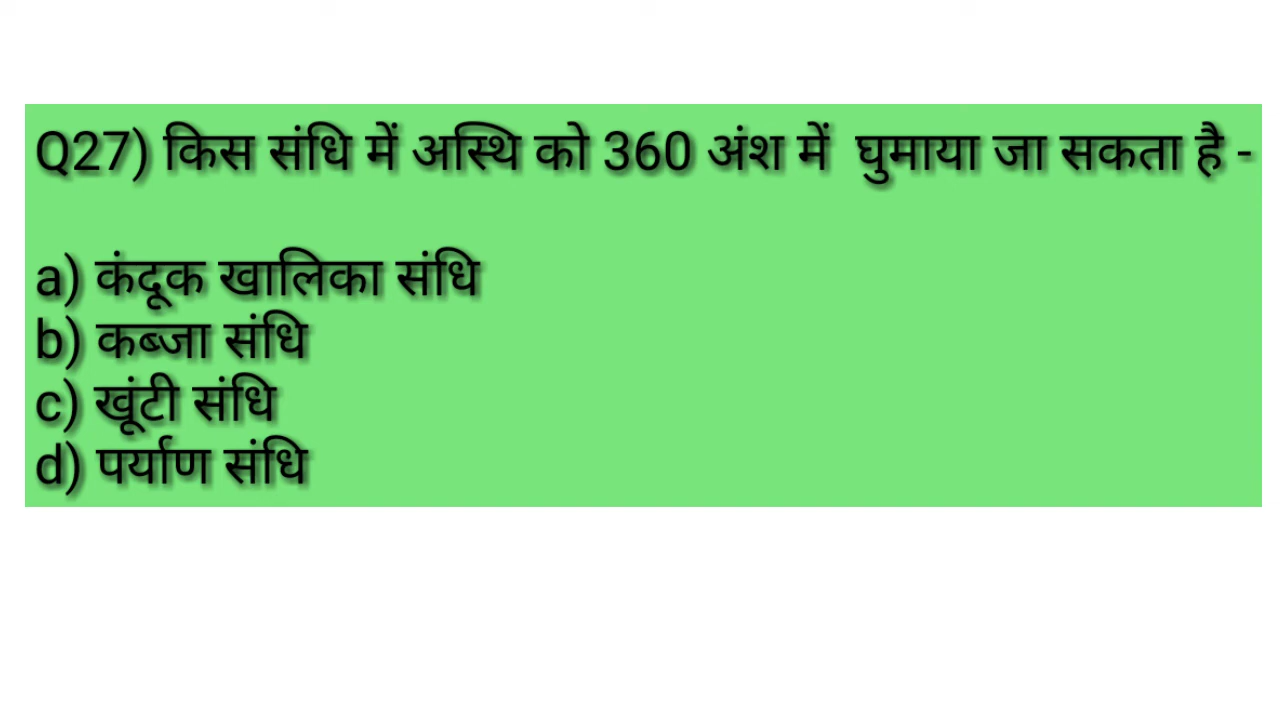 Q27) किस संधि में अस्थि को 360 अंश में  घुमाया जा सकता है -
a) कंदूक खालिका संधि
b) कब्जा संधि
c) खूंटी संधि
d) पर्याण संधि